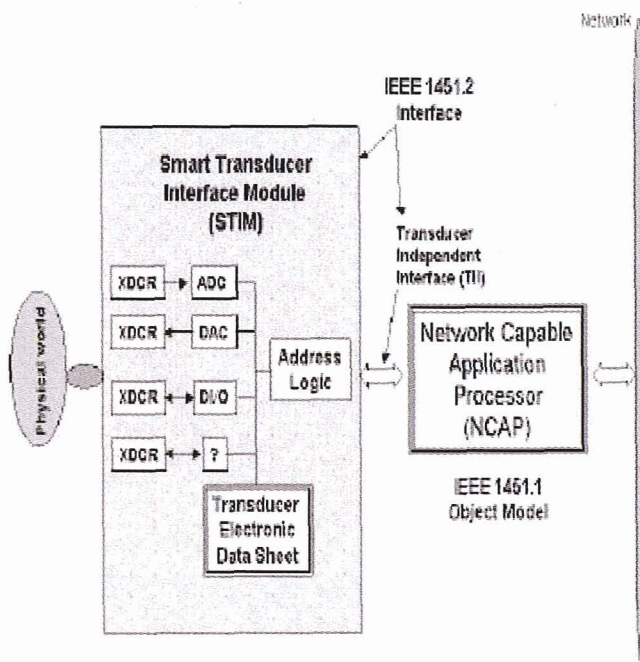 Network
IEEE 1451.2
Interface
Smart Transducer
Interface Module
(STIM)
Transducer
Independent
Interface (TII)
XDCR
ADC
XDCR
DAC
XDCR
DI/O
XDCR
?
Address
Logic
Transducer
Electronic
Data Sheet
Physical world
Network Capable
Application
Processor
(NCAP)
IEEE 1451.1
Object Model